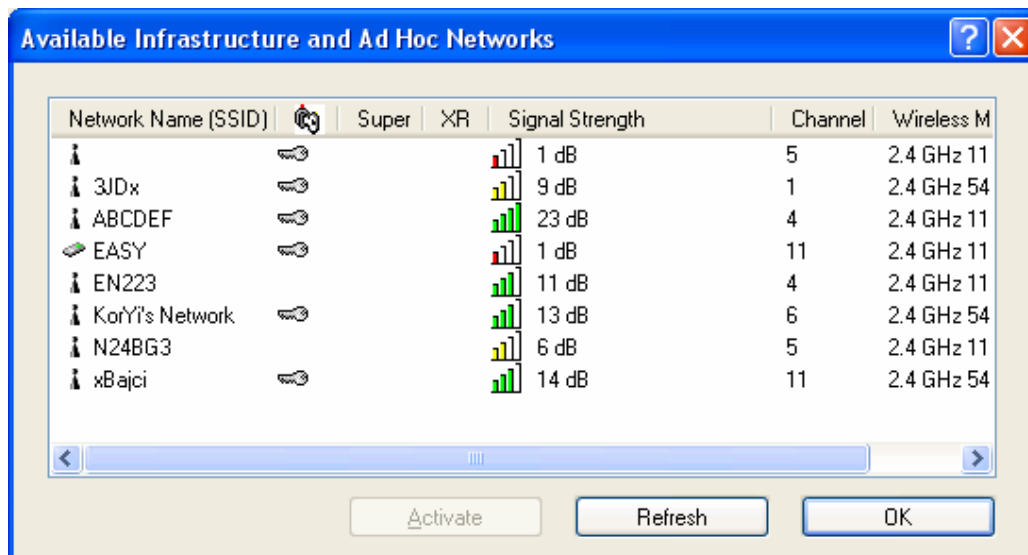 Available Infrastructure and Ad Hoc Networks
Network Name (SSID) Super XR Signal Strength Channel Wireless M
1 dB 5 2.4 GHz 11
3JDx 9 dB 1 2.4 GHz 54
ABCDEF 23 dB 4 2.4 GHz 11
EASY 1 dB 11 2.4 GHz 11
EN223 11 dB 4 2.4 GHz 11
KorYi's Network 13 dB 6 2.4 GHz 54
N24BG3 6 dB 5 2.4 GHz 11
xBajci 14 dB 11 2.4 GHz 54
Activate Refresh OK